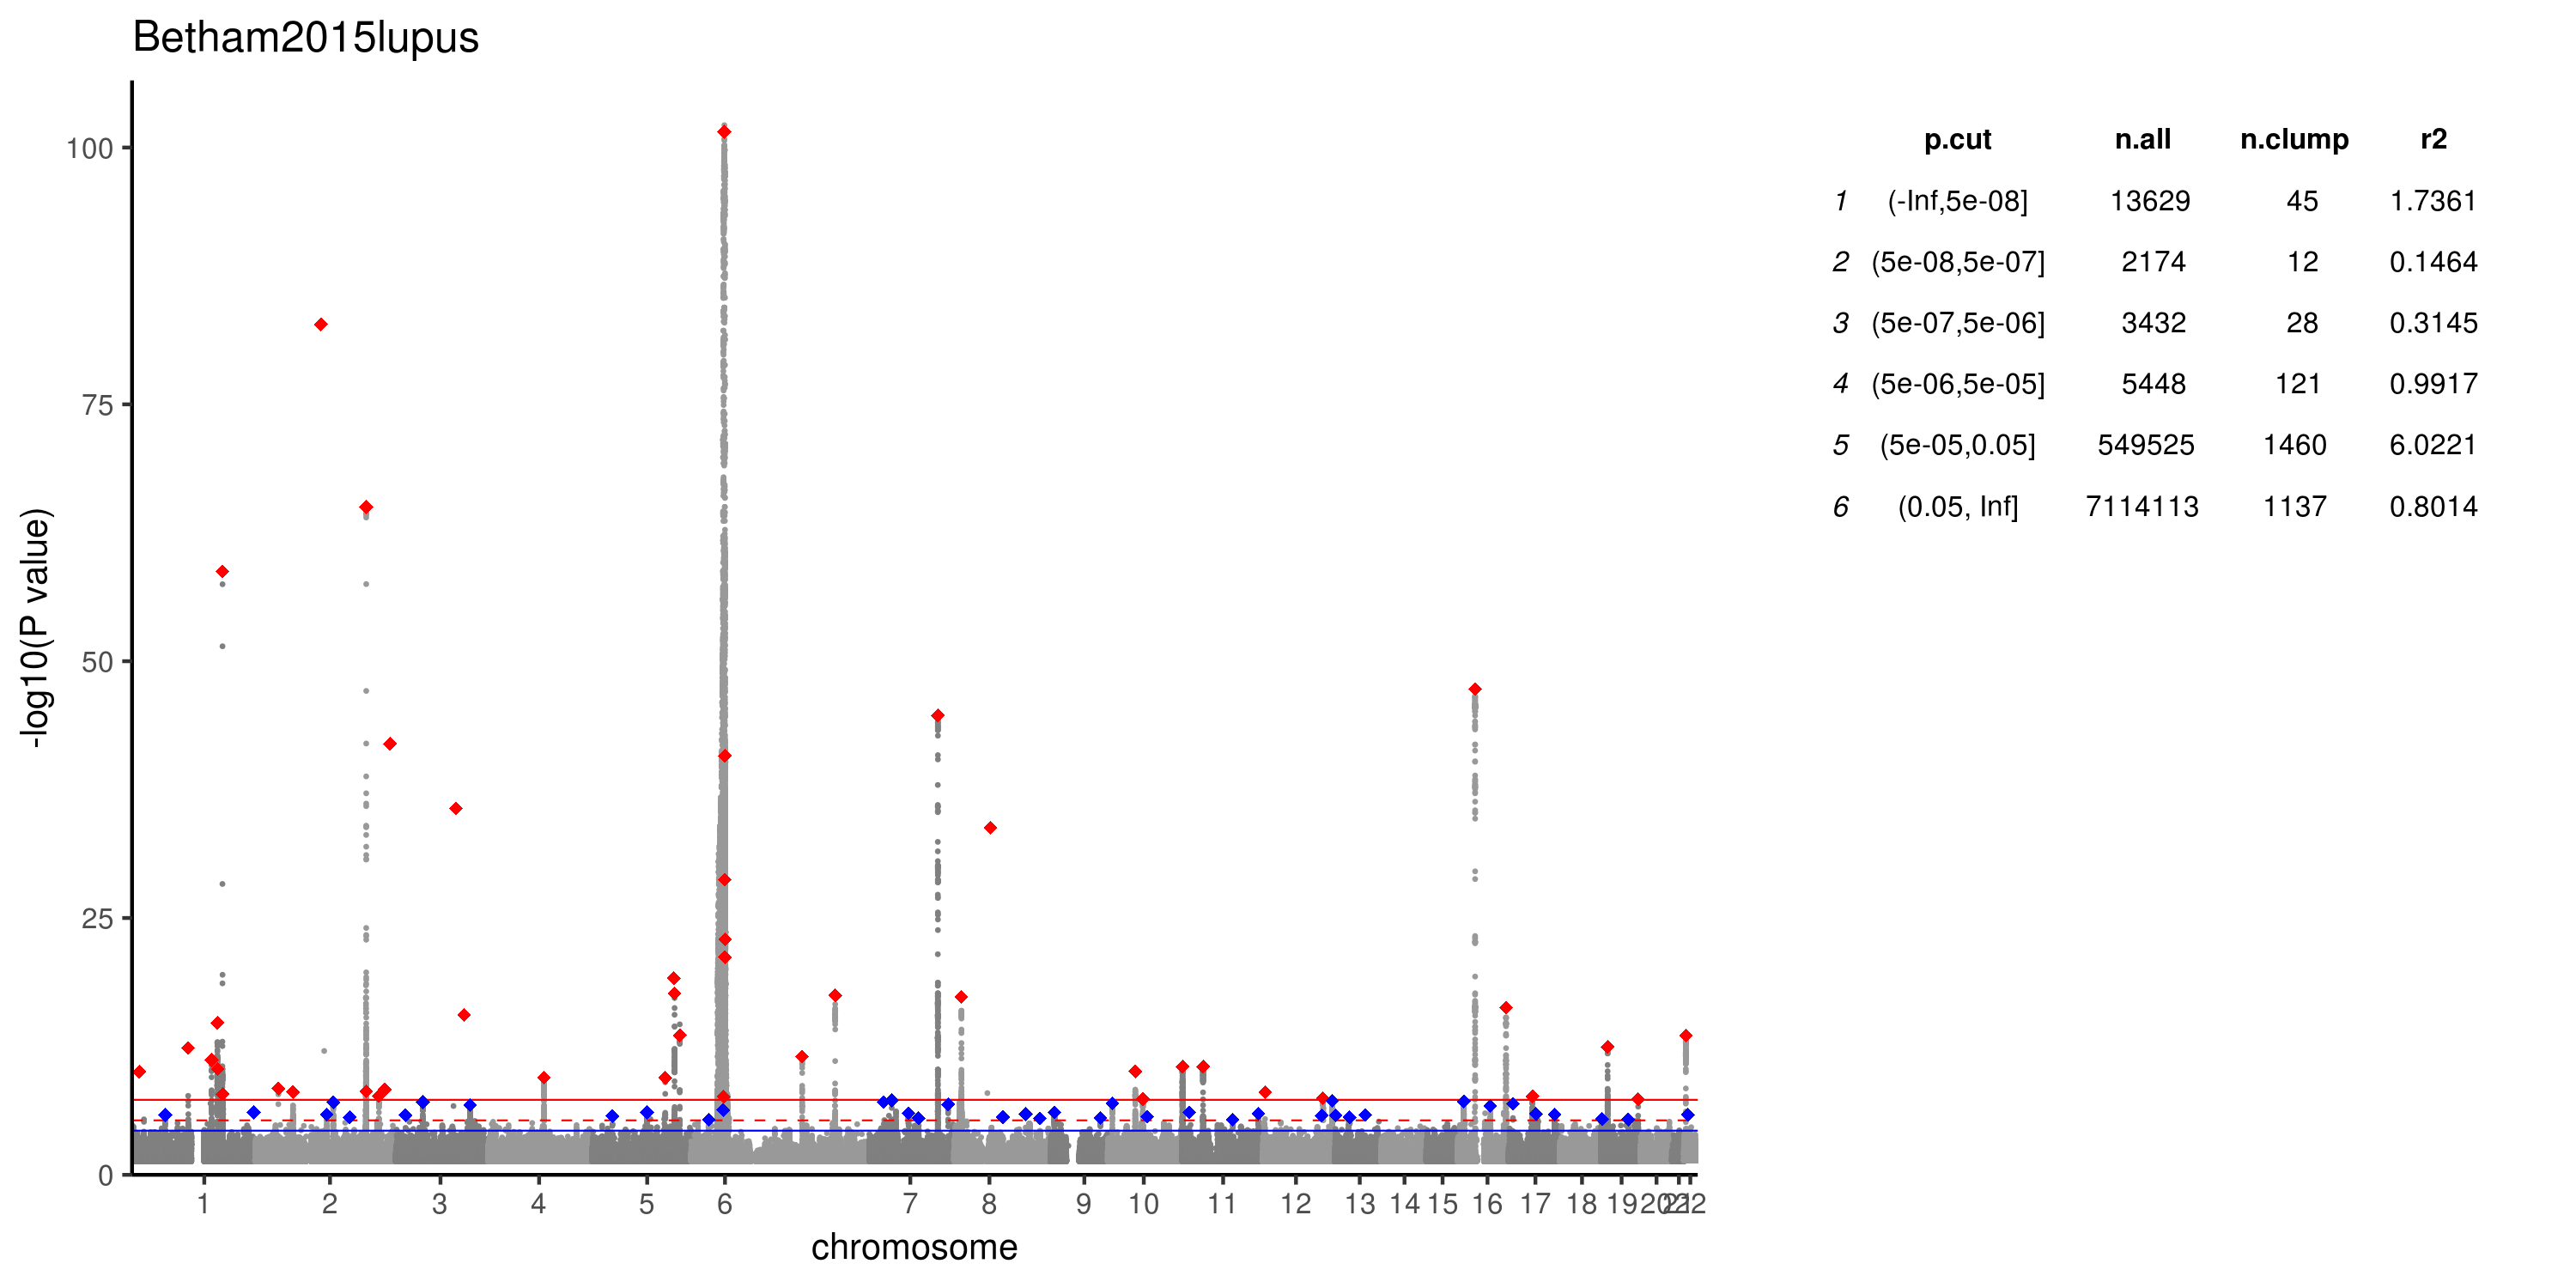 Betham2015lupus
-log10(P value)
100
75
50
25
0
1 2 3 4 5 6 7 8 9 10 11 12 13 14 15 16 17 18 19 20 21 22
chromosome
p.cut n.all n.clump r2
1 (-Inf,5e-08] 13629 45 1.7361
2 (5e-08,5e-07] 2174 12 0.1464
3 (5e-07,5e-06] 3432 28 0.3145
4 (5e-06,5e-05] 5448 121 0.9917
5 (5e-05,0.05] 549525 1460 6.0221
6 (0.05, Inf] 7114113 1137 0.8014